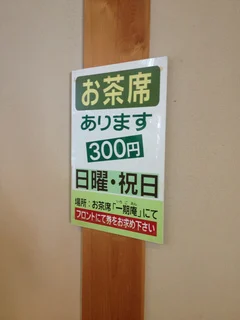 お茶席
あります
300円
日曜・祝日
場所：お茶席「一期庵」にて
フロントにて券をお求め下さい